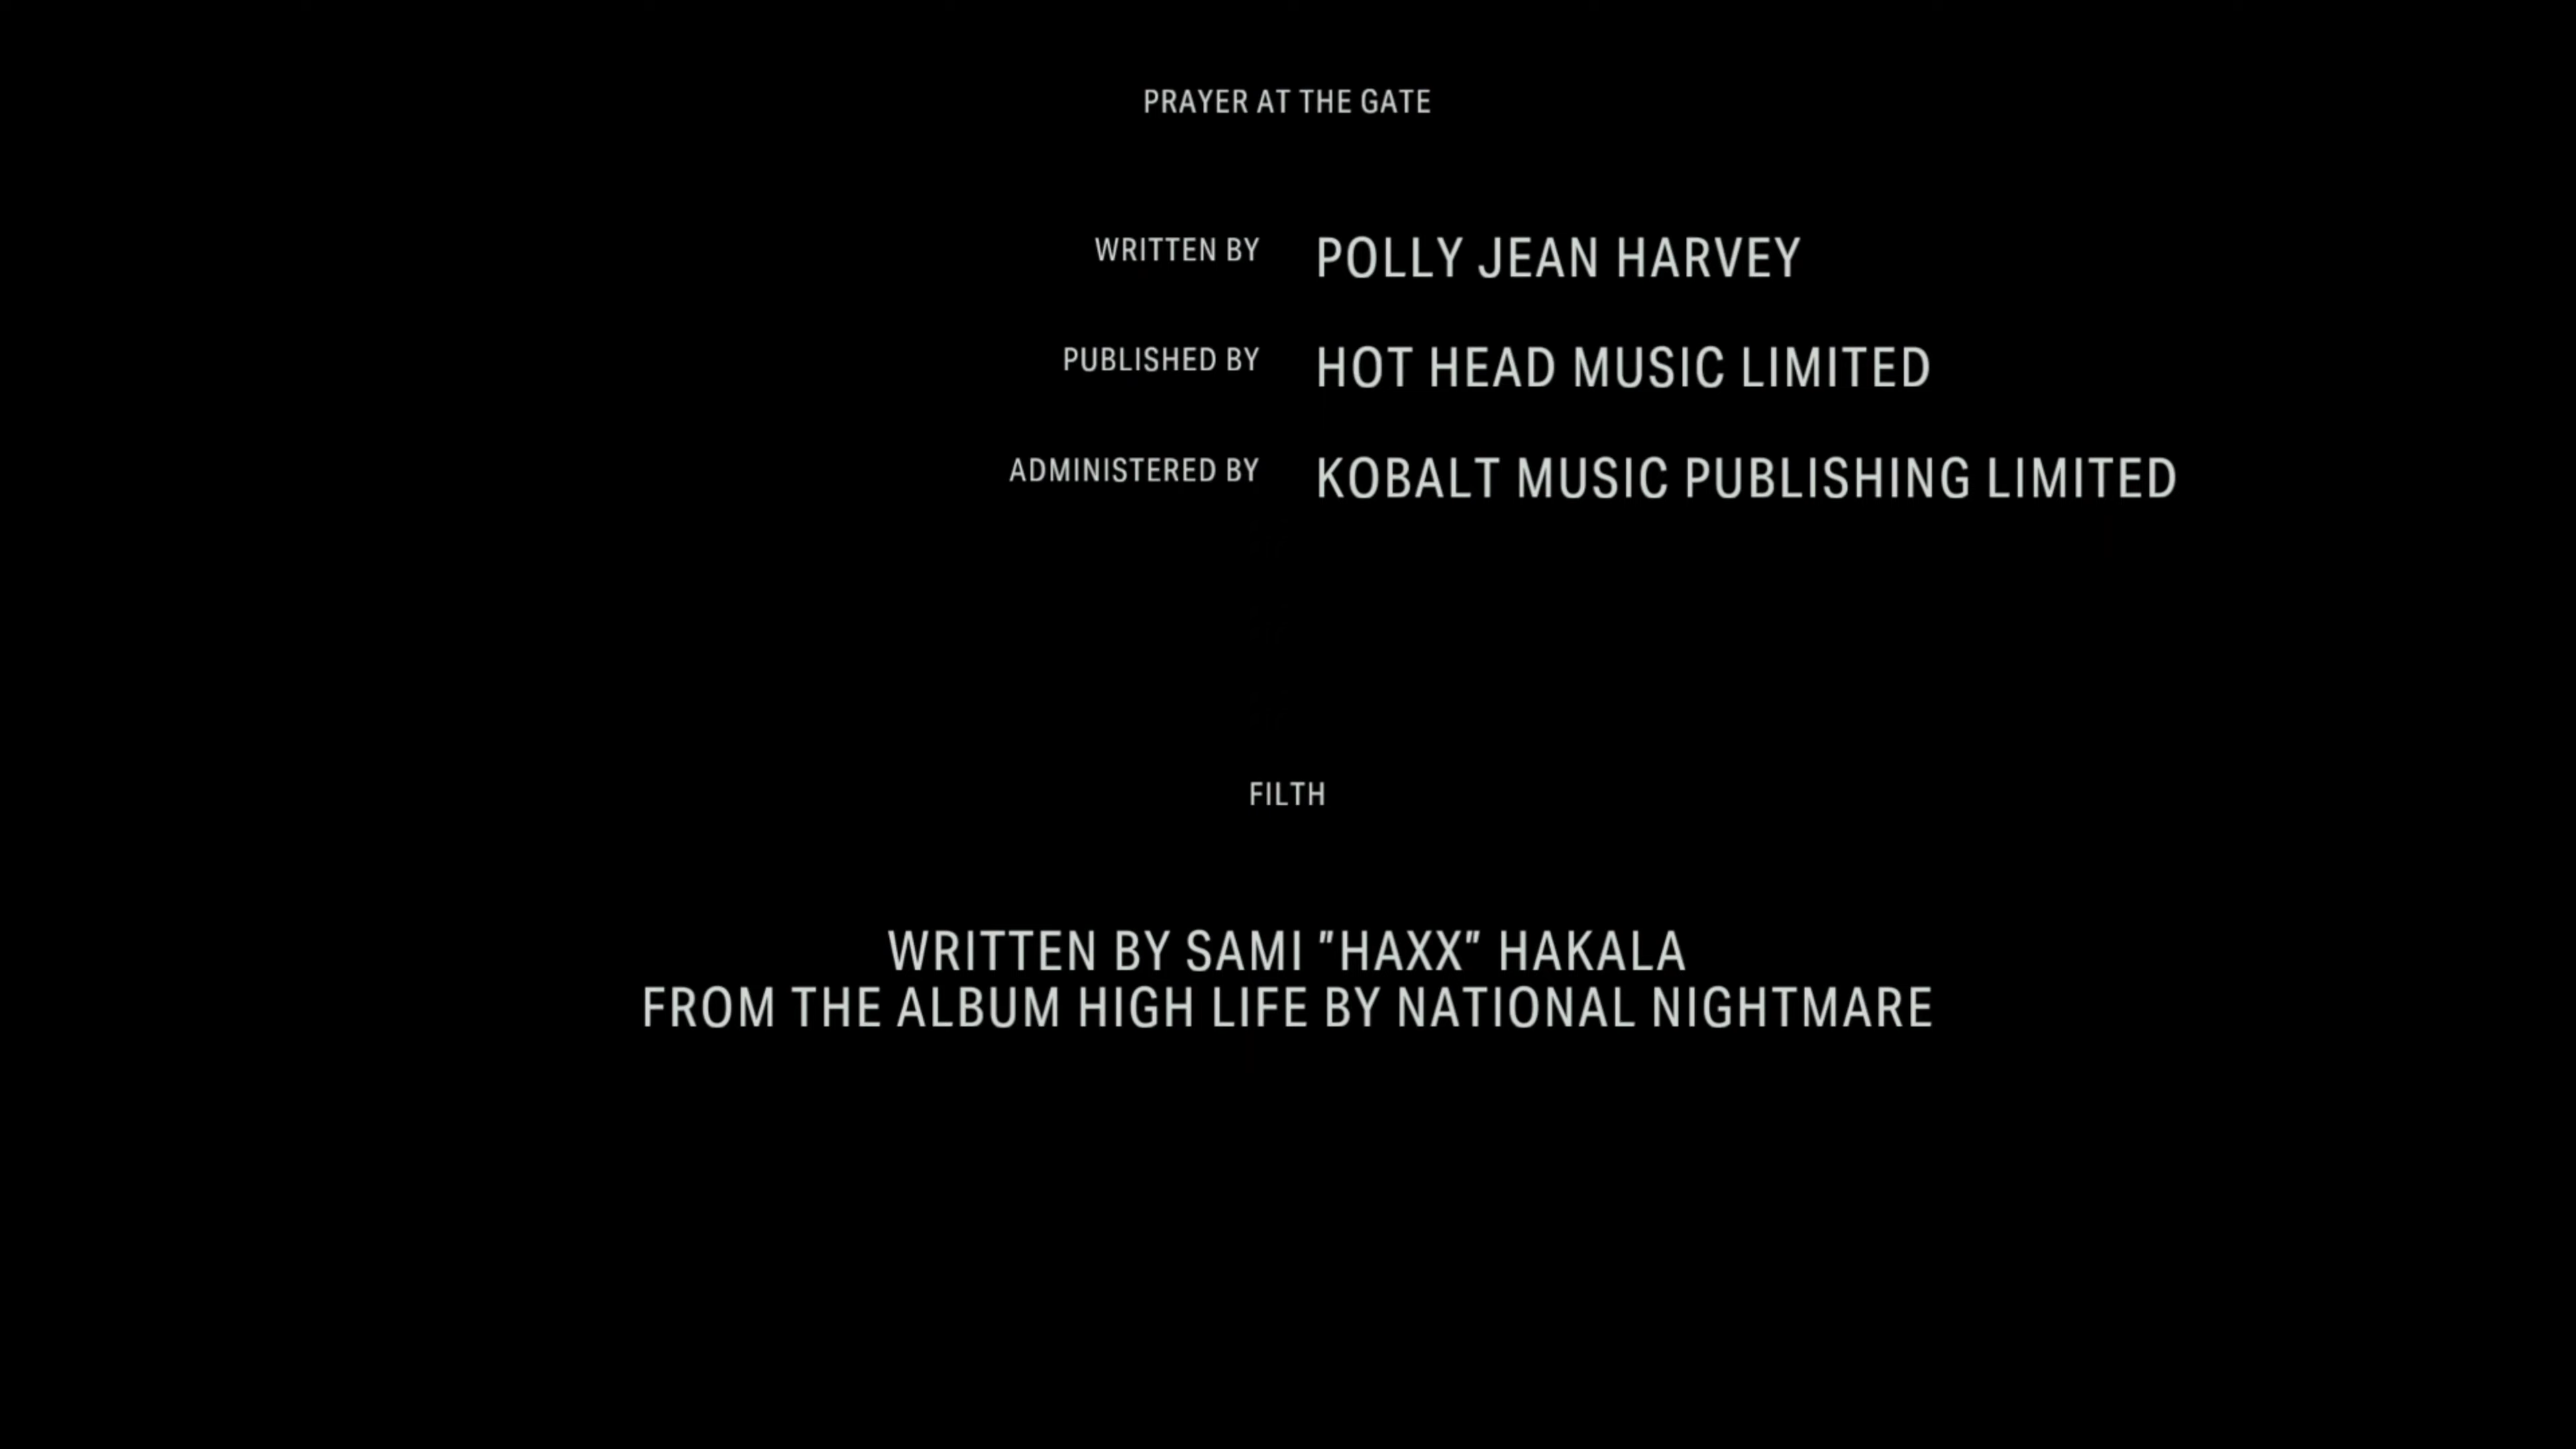 PRAYER AT THE GATE
WRITTEN BY POLLY JEAN HARVEY
PUBLISHED BY HOT HEAD MUSIC LIMITED
ADMINISTERED BY KOBALT MUSIC PUBLISHING LIMITED
FILTH
WRITTEN BY SAMI "HAXX" HAKALA
FROM THE ALBUM HIGH LIFE BY NATIONAL NIGHTMARE